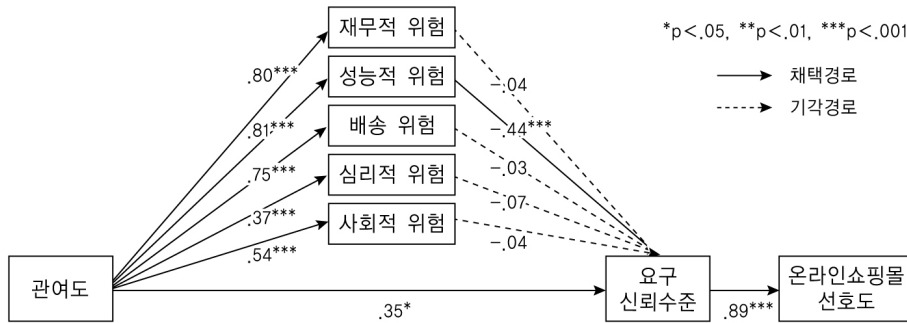 재무적 위험
*p<.05, **p<.01, ***p<.001
.80***
성능적 위험
-.04
채택경로
.81***
배송 위험
-.44***
기각경로
.75***
심리적 위험
-.03
.37***
사회적 위험
-.07
.54***
-.04
관여도
요구
신뢰수준
온라인쇼핑몰
선호도
.35*
.89***